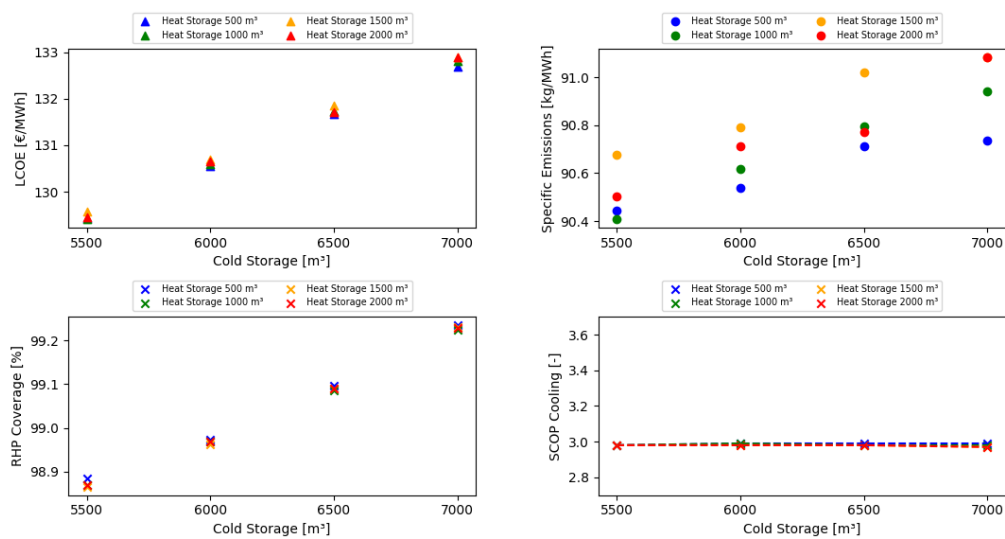 Heat Storage 500 m³ Heat Storage 1500 m³
Heat Storage 1000 m³ Heat Storage 2000 m³
133
132
131
130
LCOE [€/MWh]
5500 6000 6500 7000
Cold Storage [m³]
Heat Storage 500 m³ Heat Storage 1500 m³
Heat Storage 1000 m³ Heat Storage 2000 m³
91.0
90.8
90.6
90.4
Specific Emissions [kg/MWh]
5500 6000 6500 7000
Cold Storage [m³]
Heat Storage 500 m³ Heat Storage 1500 m³
Heat Storage 1000 m³ Heat Storage 2000 m³
99.2
99.1
99.0
98.9
RHP Coverage [%]
5500 6000 6500 7000
Cold Storage [m³]
Heat Storage 500 m³ Heat Storage 1500 m³
Heat Storage 1000 m³ Heat Storage 2000 m³
3.6
3.4
3.2
3.0
2.8
SCOP Cooling [-]
5500 6000 6500 7000
Cold Storage [m³]